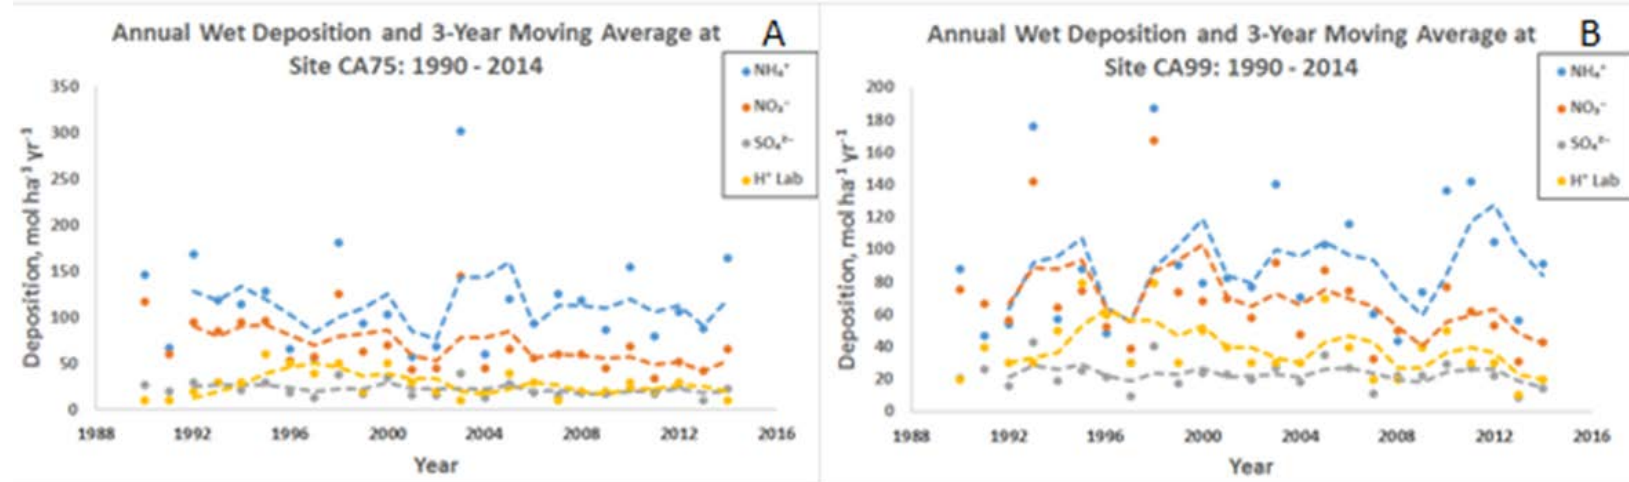 Annual Wet Deposition and 3-Year Moving Average at
Site CA75: 1990 - 2014
A
NH₄⁺
NO₃⁻
SO₄²⁻
H⁺ Lab
Deposition, mol ha⁻¹ yr⁻¹
350
300
250
200
150
100
50
0
1988 1992 1996 2000 2004 2008 2012 2016
Year
Annual Wet Deposition and 3-Year Moving Average at
Site CA99: 1990 - 2014
B
NH₄⁺
NO₃⁻
SO₄²⁻
H⁺ Lab
Deposition, mol ha⁻¹ yr⁻¹
200
180
160
140
120
100
80
60
40
20
0
1988 1992 1996 2000 2004 2008 2012 2016
Year